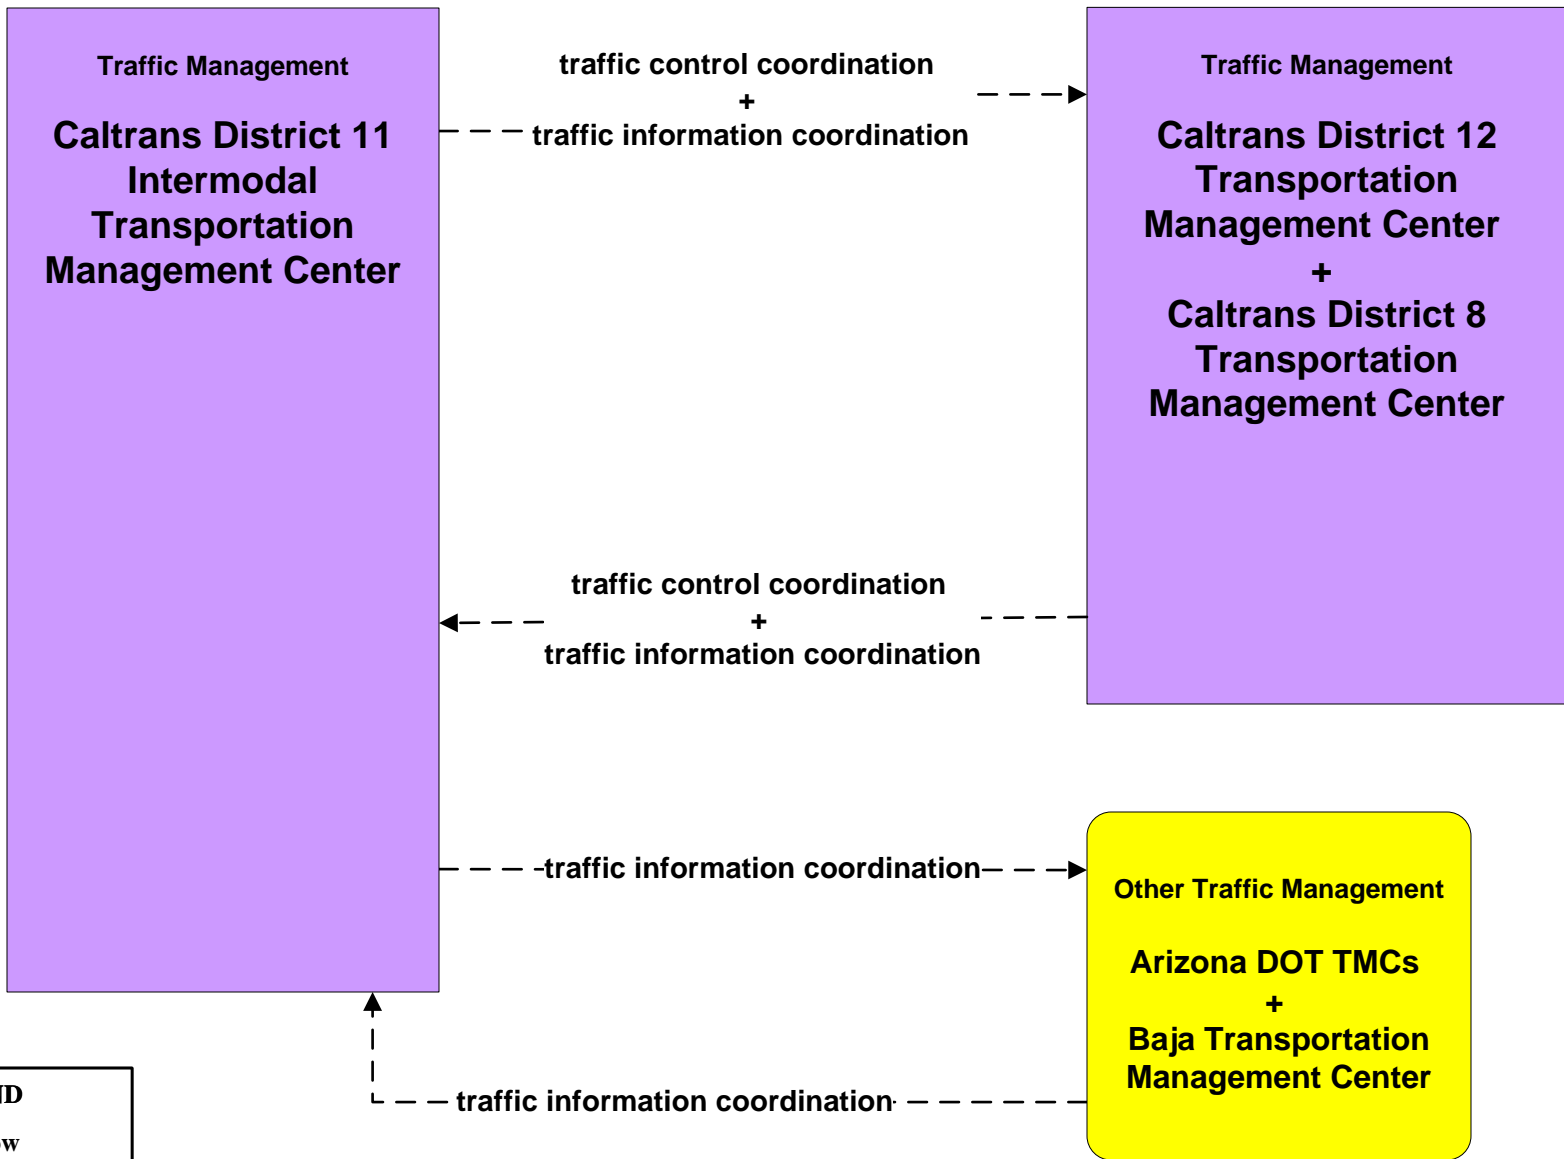 Traffic Management
Caltrans District 11
Intermodal
Transportation
Management Center
traffic control coordination
+
traffic information coordination
Traffic Management
Caltrans District 12
Transportation
Management Center
+
Caltrans District 8
Transportation
Management Center
traffic control coordination
+
traffic information coordination
traffic information coordination
Other Traffic Management
Arizona DOT TMCs
+
Baja Transportation
Management Center
traffic information coordination